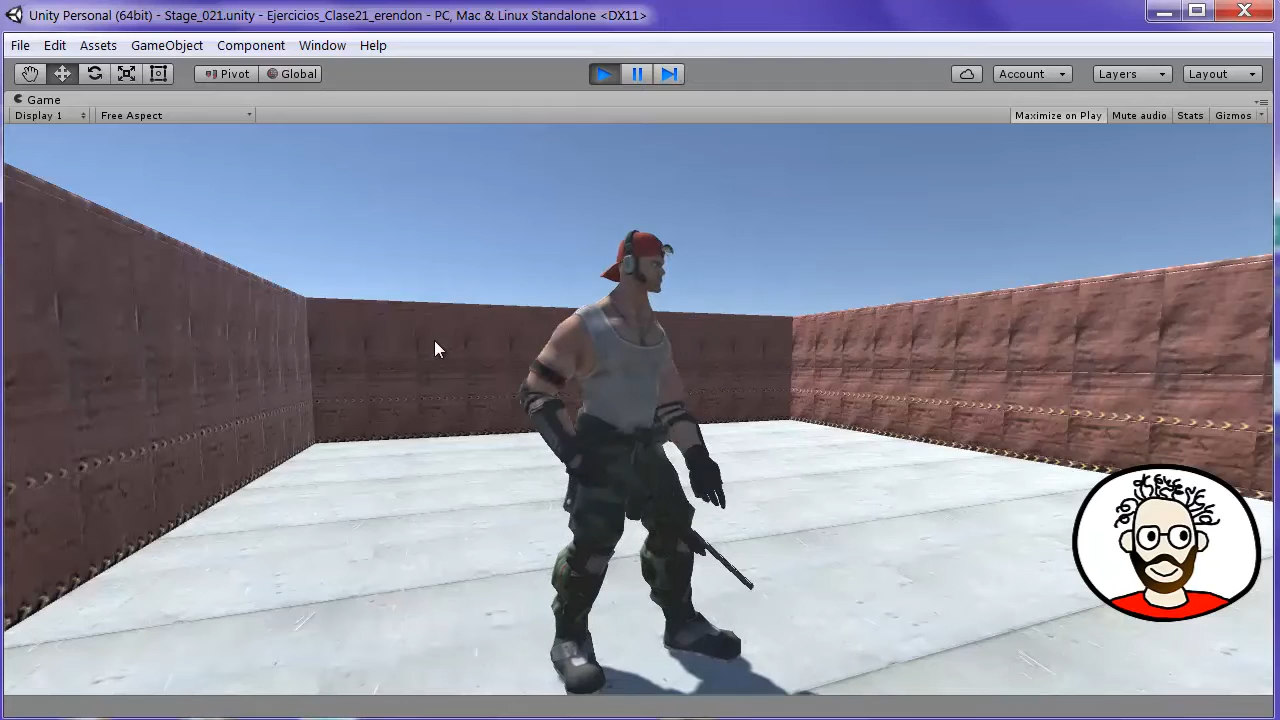 Unity Personal (64bit) - Stage_021.unity - Ejercicios_Clase21_erendon - PC, Mac & Linux Standalone <DX11>
File Edit Assets GameObject Component Window Help
Pivot Global Account Layers Layout
Game
Display 1 Free Aspect Maximize on Play Mute audio Stats Gizmos